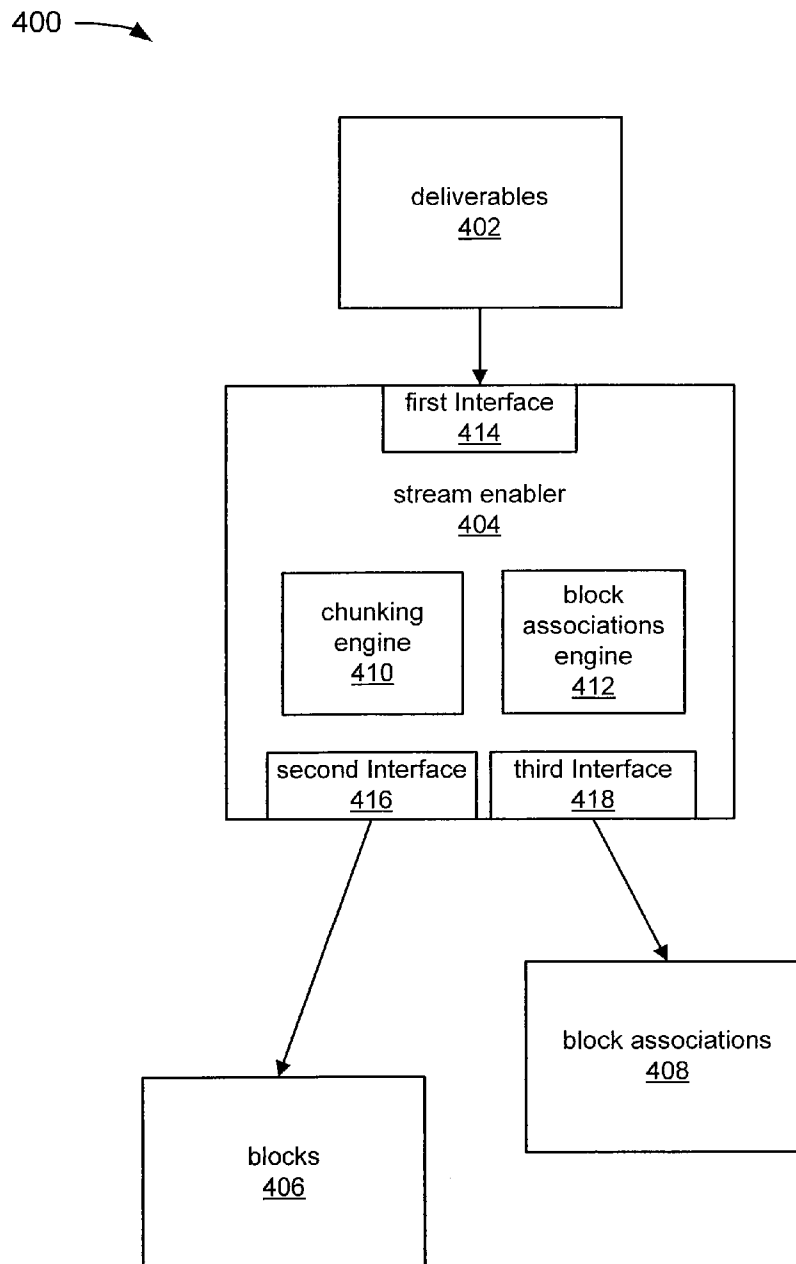 400
deliverables
402
first Interface
414
stream enabler
404
chunking
engine
410
block
associations
engine
412
second Interface
416
third Interface
418
block associations
408
blocks
406